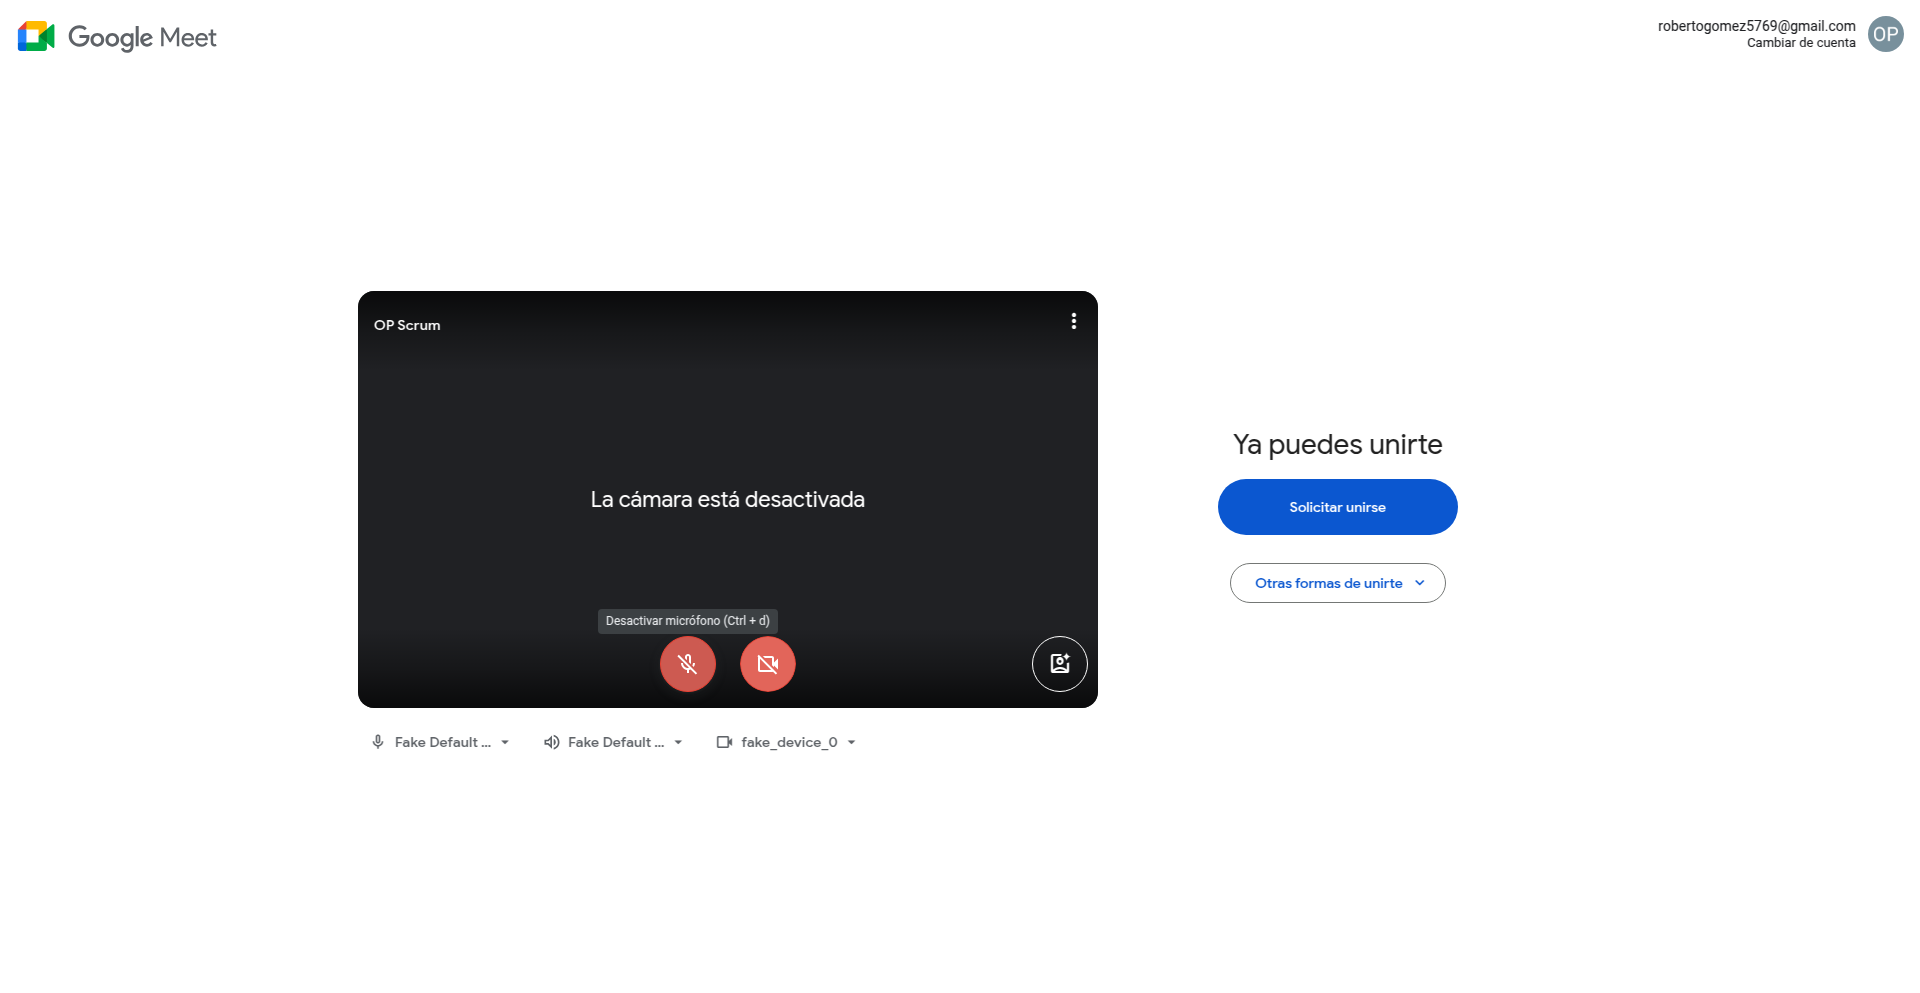 Google Meet
robertogomez5769@gmail.com
Cambiar de cuenta
OP
OP Scrum
La cámara está desactivada
Desactivar micrófono (Ctrl + d)
Fake Default ...
Fake Default ...
fake_device_0
Ya puedes unirte
Solicitar unirse
Otras formas de unirte